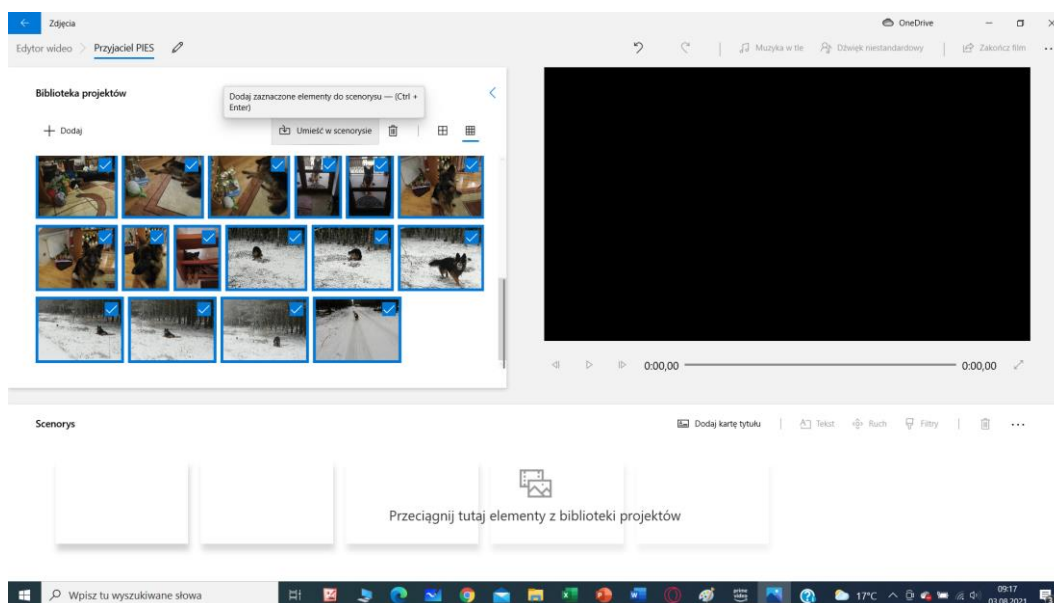 Zdjęcia
OneDrive
Edytor wideo > Przyjaciel PIES
Muzyka w tle
Dźwięk niestandardowy
Zakończ film
Biblioteka projektów
Dodaj zaznaczone elementy do scenorysu — (Ctrl +
Enter)
Dodaj
Umieść w scenorysie
0:00,00
0:00,00
Scenorys
Dodaj kartę tytułu
Tekst
Ruch
Filtry
Przeciągnij tutaj elementy z biblioteki projektów
Wpisz tu wyszukiwane słowa
prime
video
17°C
09:17
03.08.2021